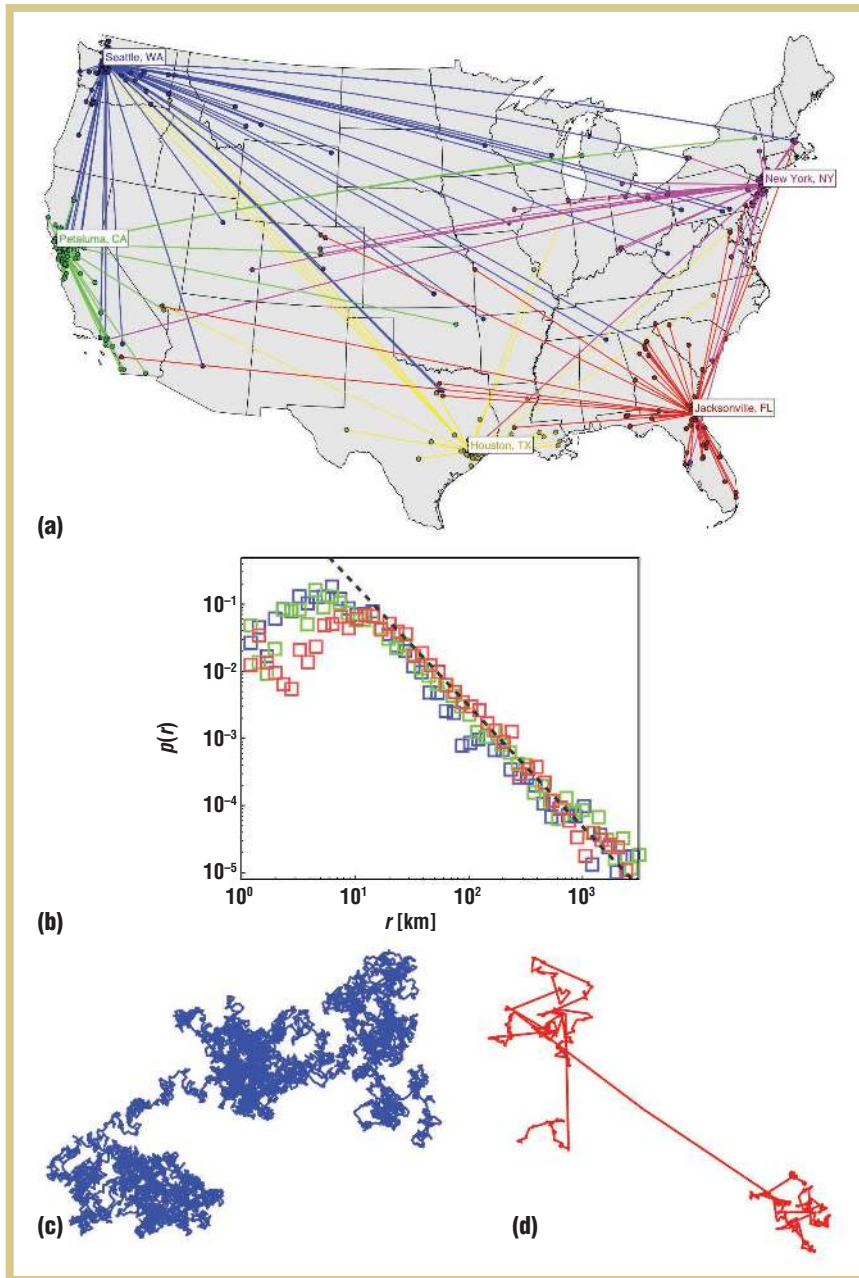 Seattle, WA
New York, NY
Petaluma, CA
Jacksonville, FL
Houston, TX
(a)
10⁻¹
10⁻²
p(r)
10⁻³
10⁻⁴
10⁻⁵
10⁰ 10¹ 10² 10³
r [km]
(b)
(c) (d)